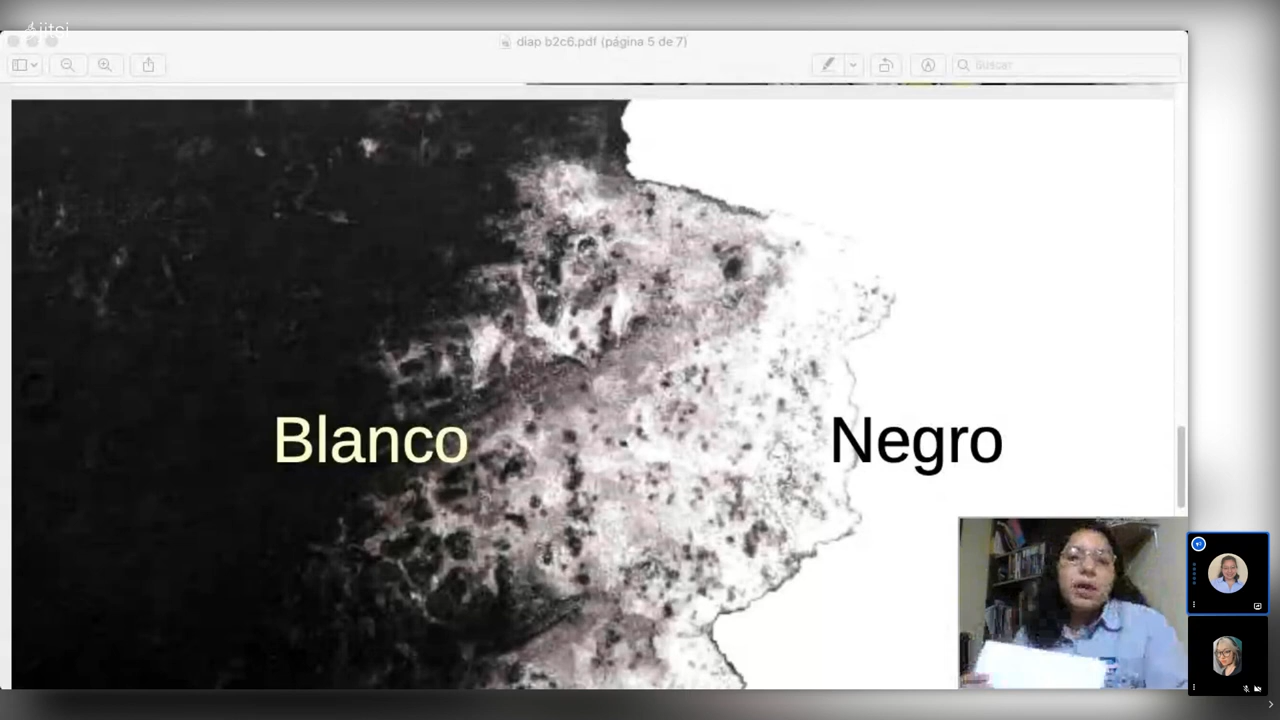 jitsi
diap b2c6.pdf (página 5 de 7)
Buscar
Blanco
Negro